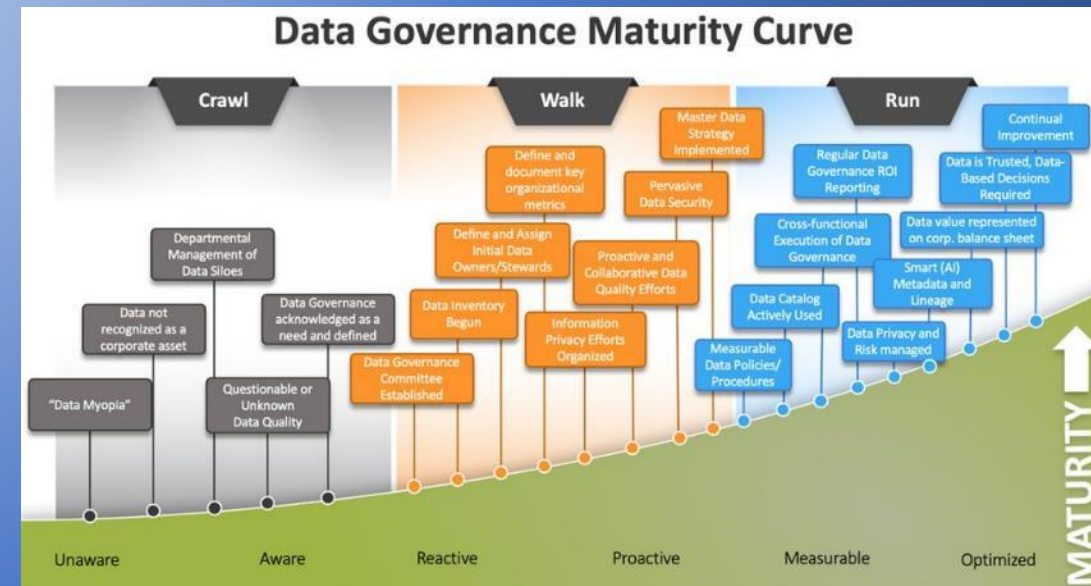 Data Governance Maturity Curve
Crawl
Walk
Run
"Data Myopia"
Data not
recognized as a
corporate asset
Departmental
Management of
Data Siloes
Questionable or
Unknown
Data Quality
Data Governance
acknowledged as a
need and defined
Data Governance
Committee
Established
Data Inventory
Begun
Define and Assign
Initial Data
Owners/Stewards
Define and
document key
organizational
metrics
Information
Privacy Efforts
Organized
Proactive and
Collaborative Data
Quality Efforts
Pervasive
Data Security
Master Data
Strategy
Implemented
Measurable
Data Policies/
Procedures
Data Catalog
Actively Used
Cross-functional
Execution of Data
Governance
Regular Data
Governance ROI
Reporting
Data Privacy and
Risk managed
Smart (AI)
Metadata and
Lineage
Data value represented
on corp. balance sheet
Data is Trusted, Data-
Based Decisions
Required
Continual
Improvement
Unaware
Aware
Reactive
Proactive
Measurable
Optimized
MATURITY